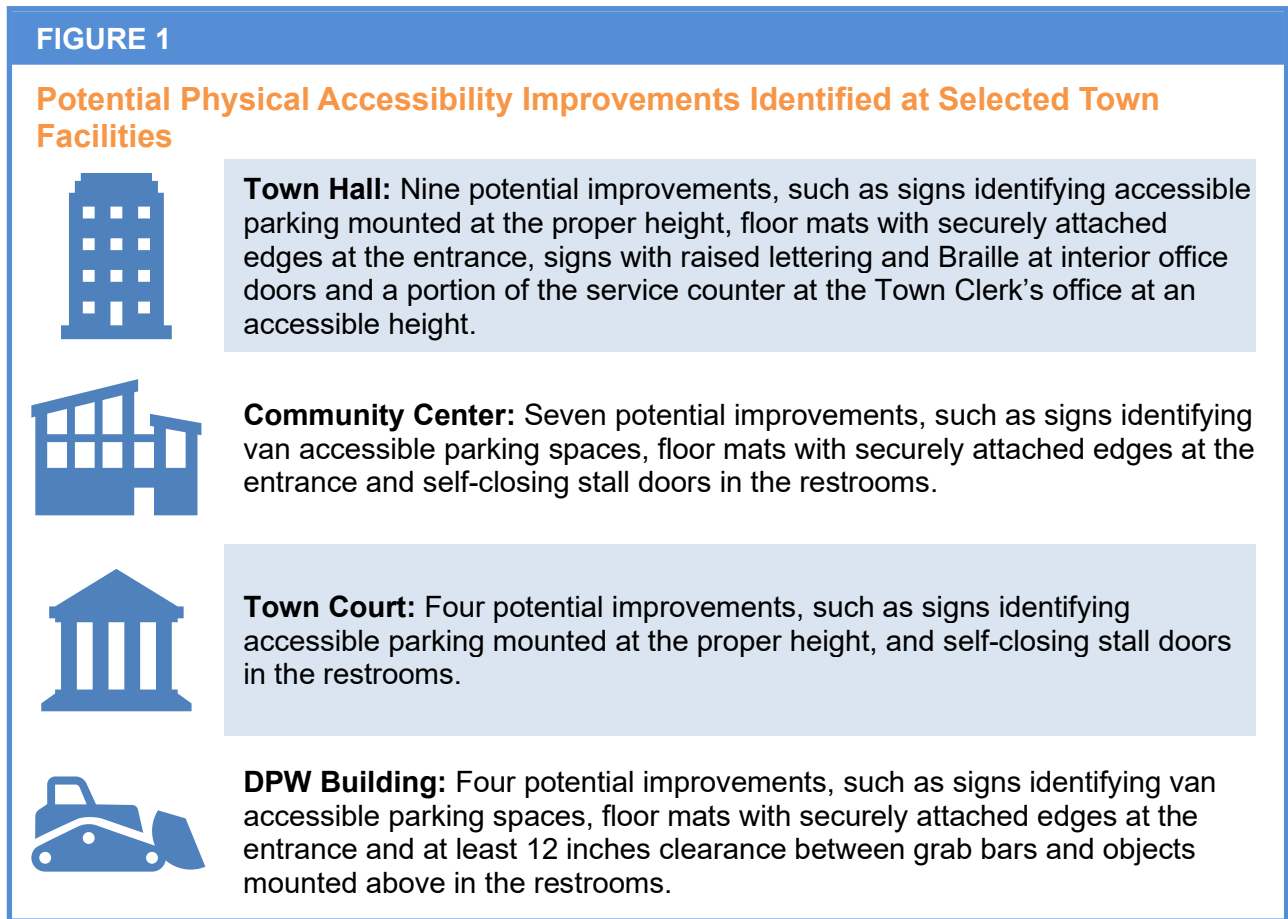 FIGURE 1
Potential Physical Accessibility Improvements Identified at Selected Town
Facilities
Town Hall: Nine potential improvements, such as signs identifying accessible
parking mounted at the proper height, floor mats with securely attached
edges at the entrance, signs with raised lettering and Braille at interior office
doors and a portion of the service counter at the Town Clerk’s office at an
accessible height.
Community Center: Seven potential improvements, such as signs identifying
van accessible parking spaces, floor mats with securely attached edges at the
entrance and self-closing stall doors in the restrooms.
Town Court: Four potential improvements, such as signs identifying
accessible parking mounted at the proper height, and self-closing stall doors
in the restrooms.
DPW Building: Four potential improvements, such as signs identifying van
accessible parking spaces, floor mats with securely attached edges at the
entrance and at least 12 inches clearance between grab bars and objects
mounted above in the restrooms.